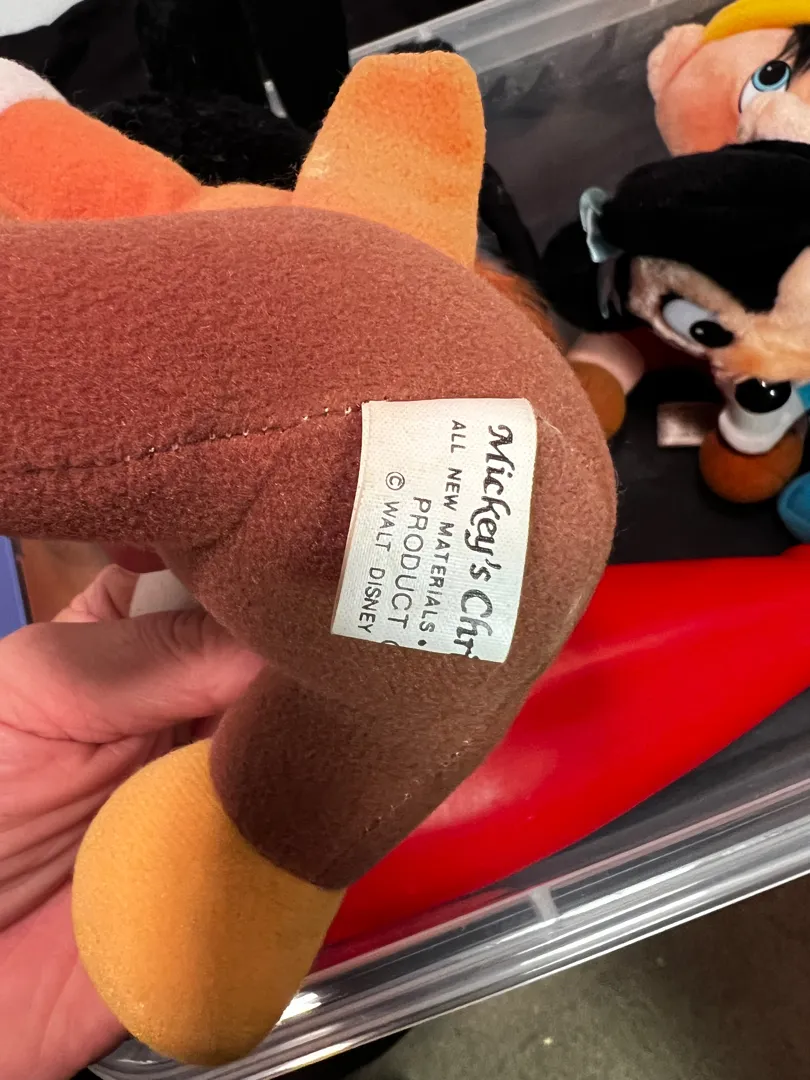 Mickey's Chr
ALL NEW MATERIALS.
PRODUCT
© WALT DISNEY